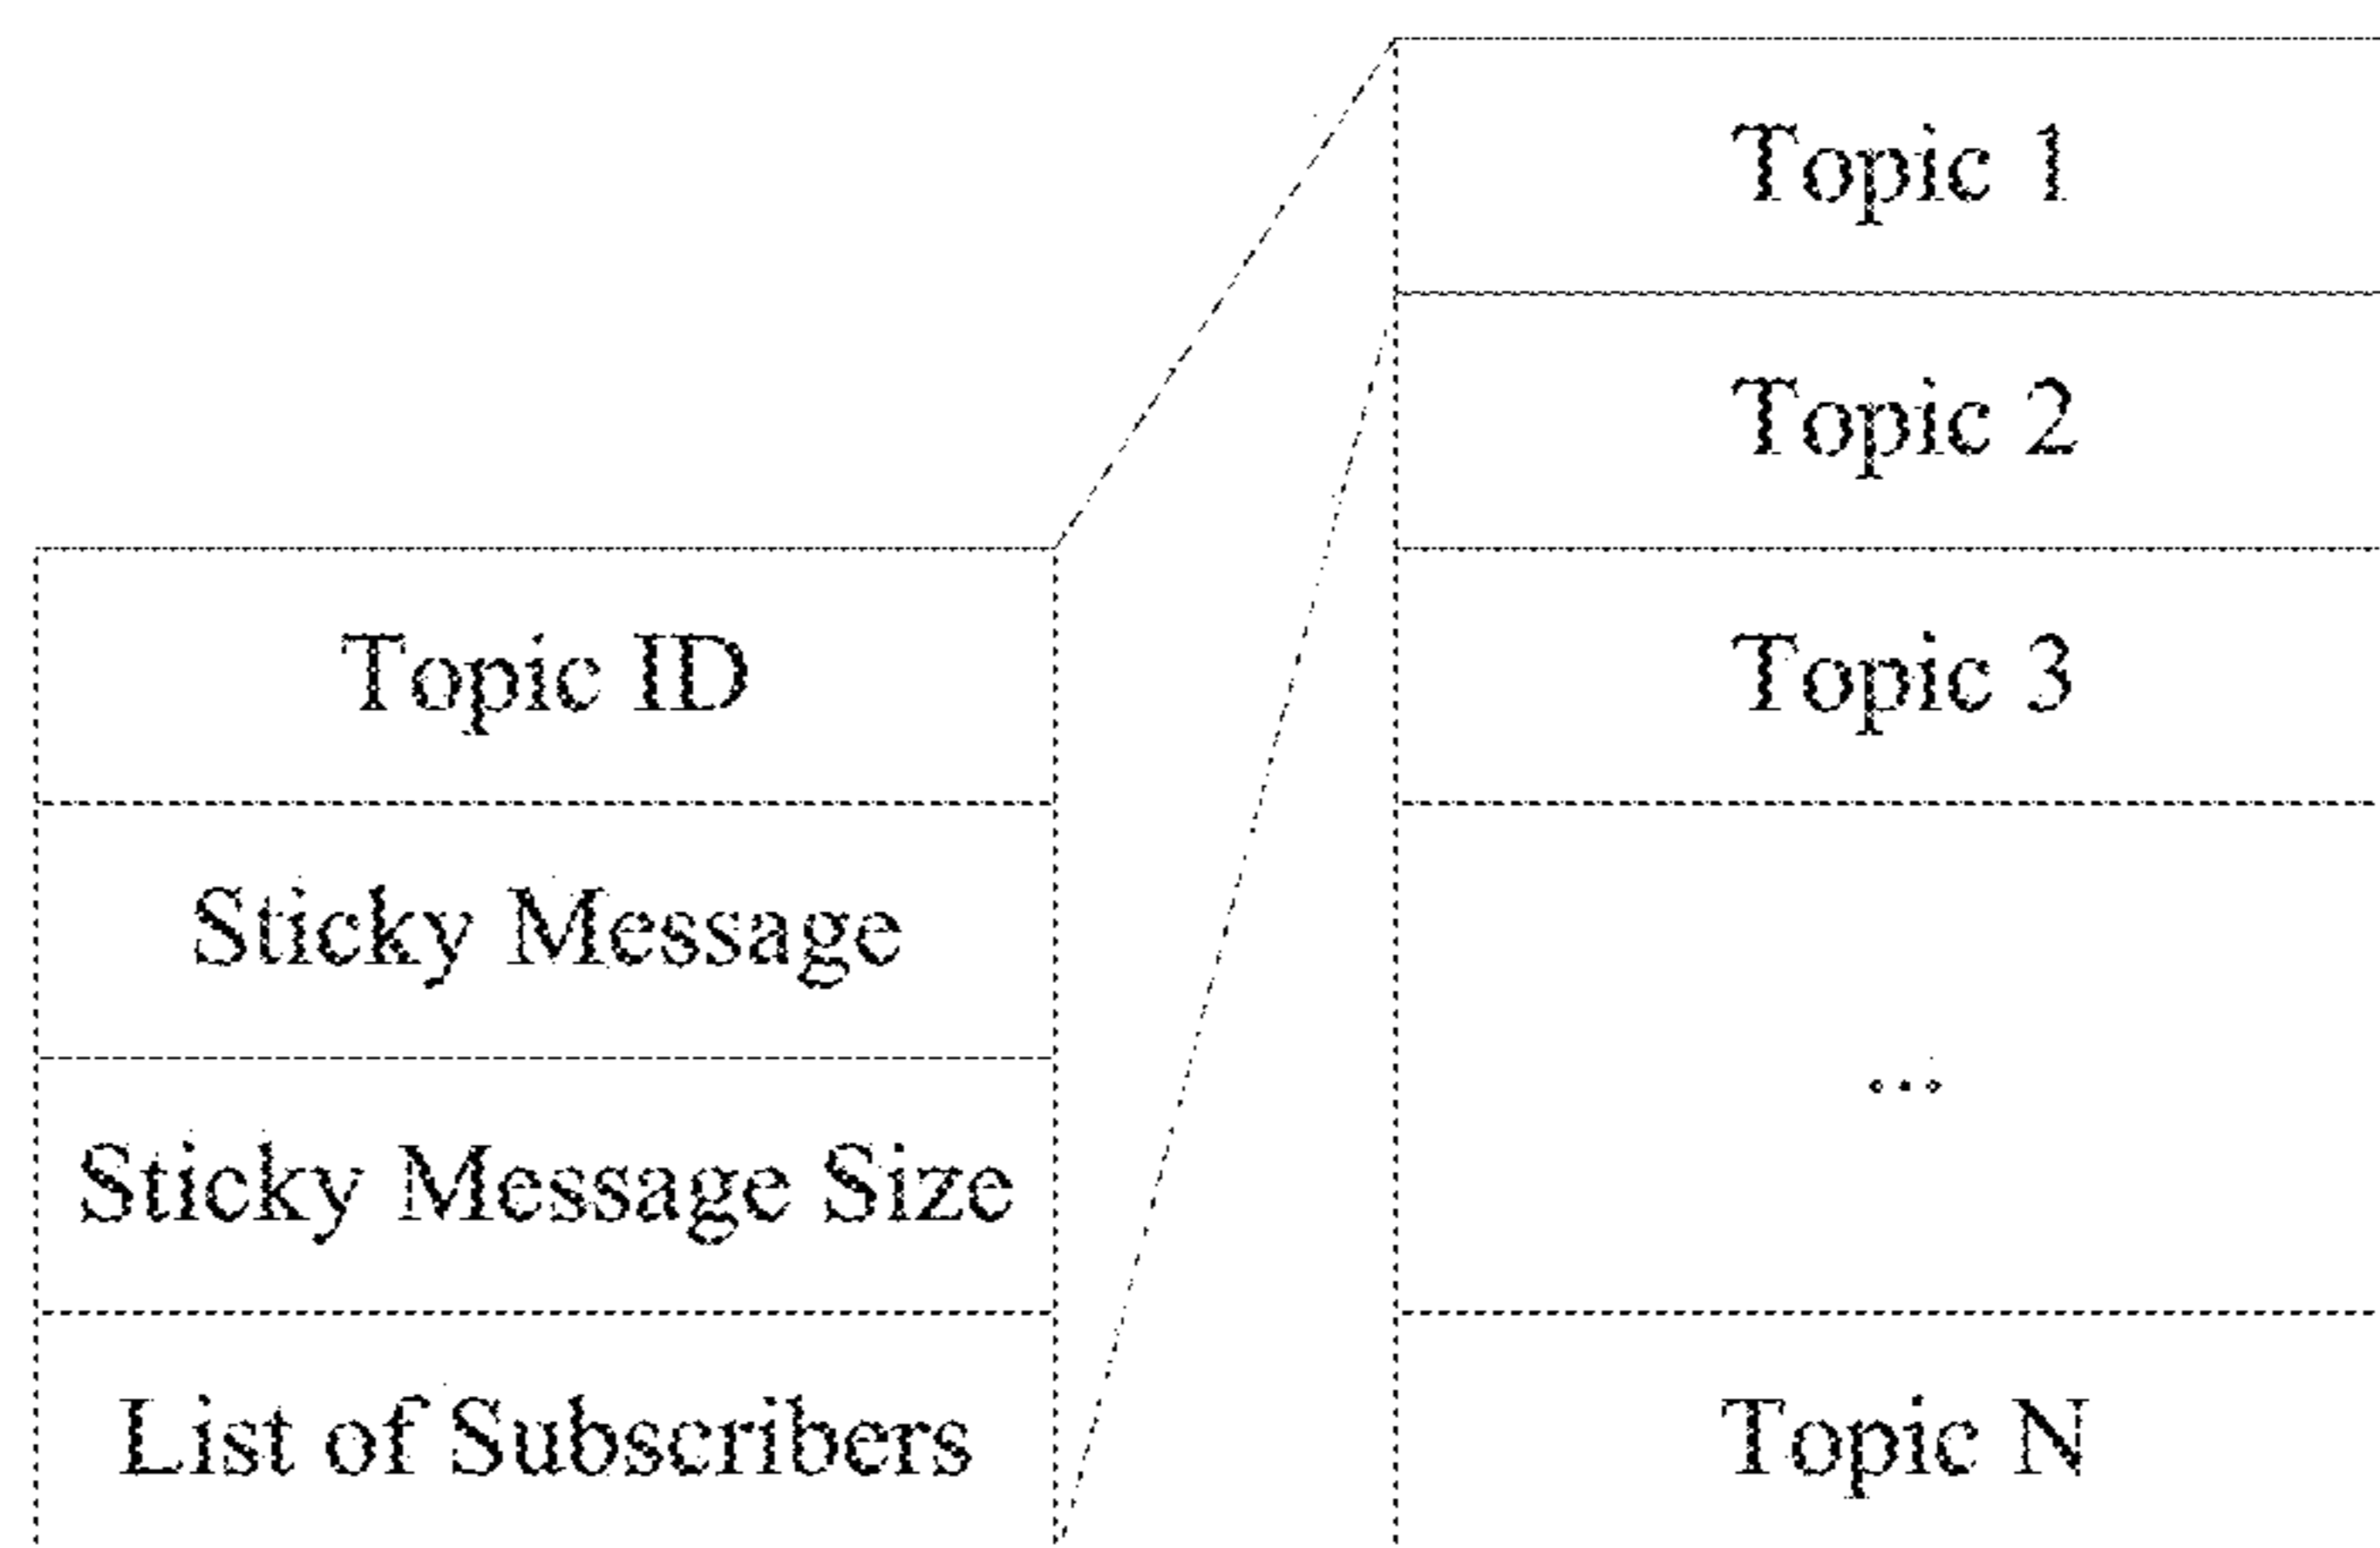 Topic ID
Sticky Message
Sticky Message Size
List of Subscribers
Topic 1
Topic 2
Topic 3
...
Topic N